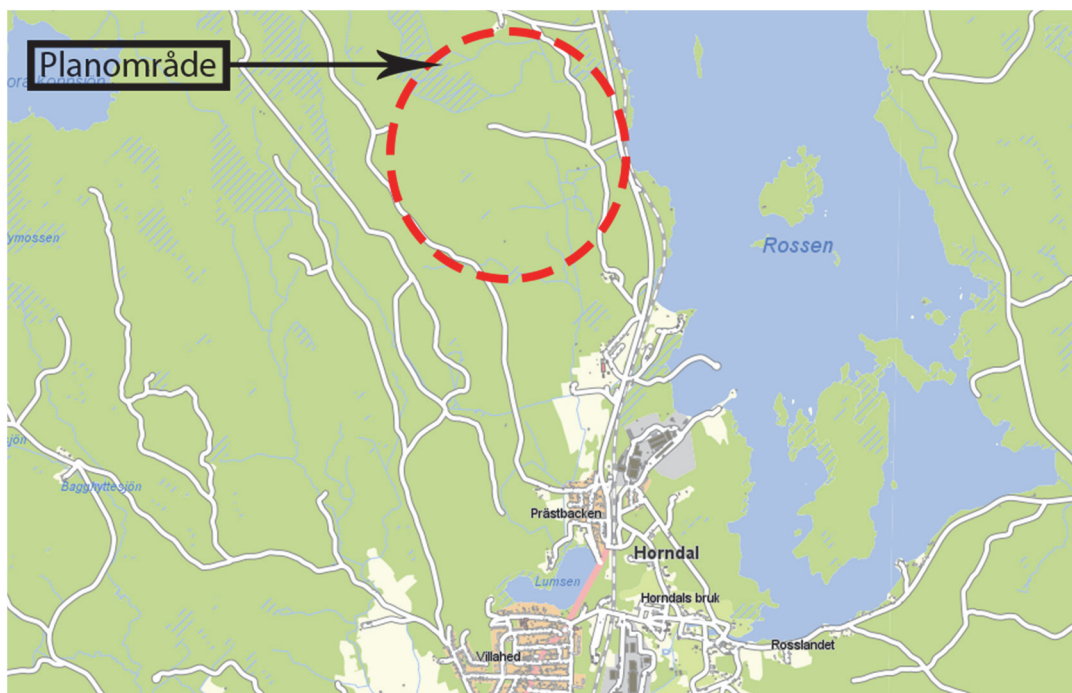 Planområde
Rossen
Bagghyttesjön
Prästbacken
Horndal
Lumsen
Horndals bruk
Rosslandet
Villahed